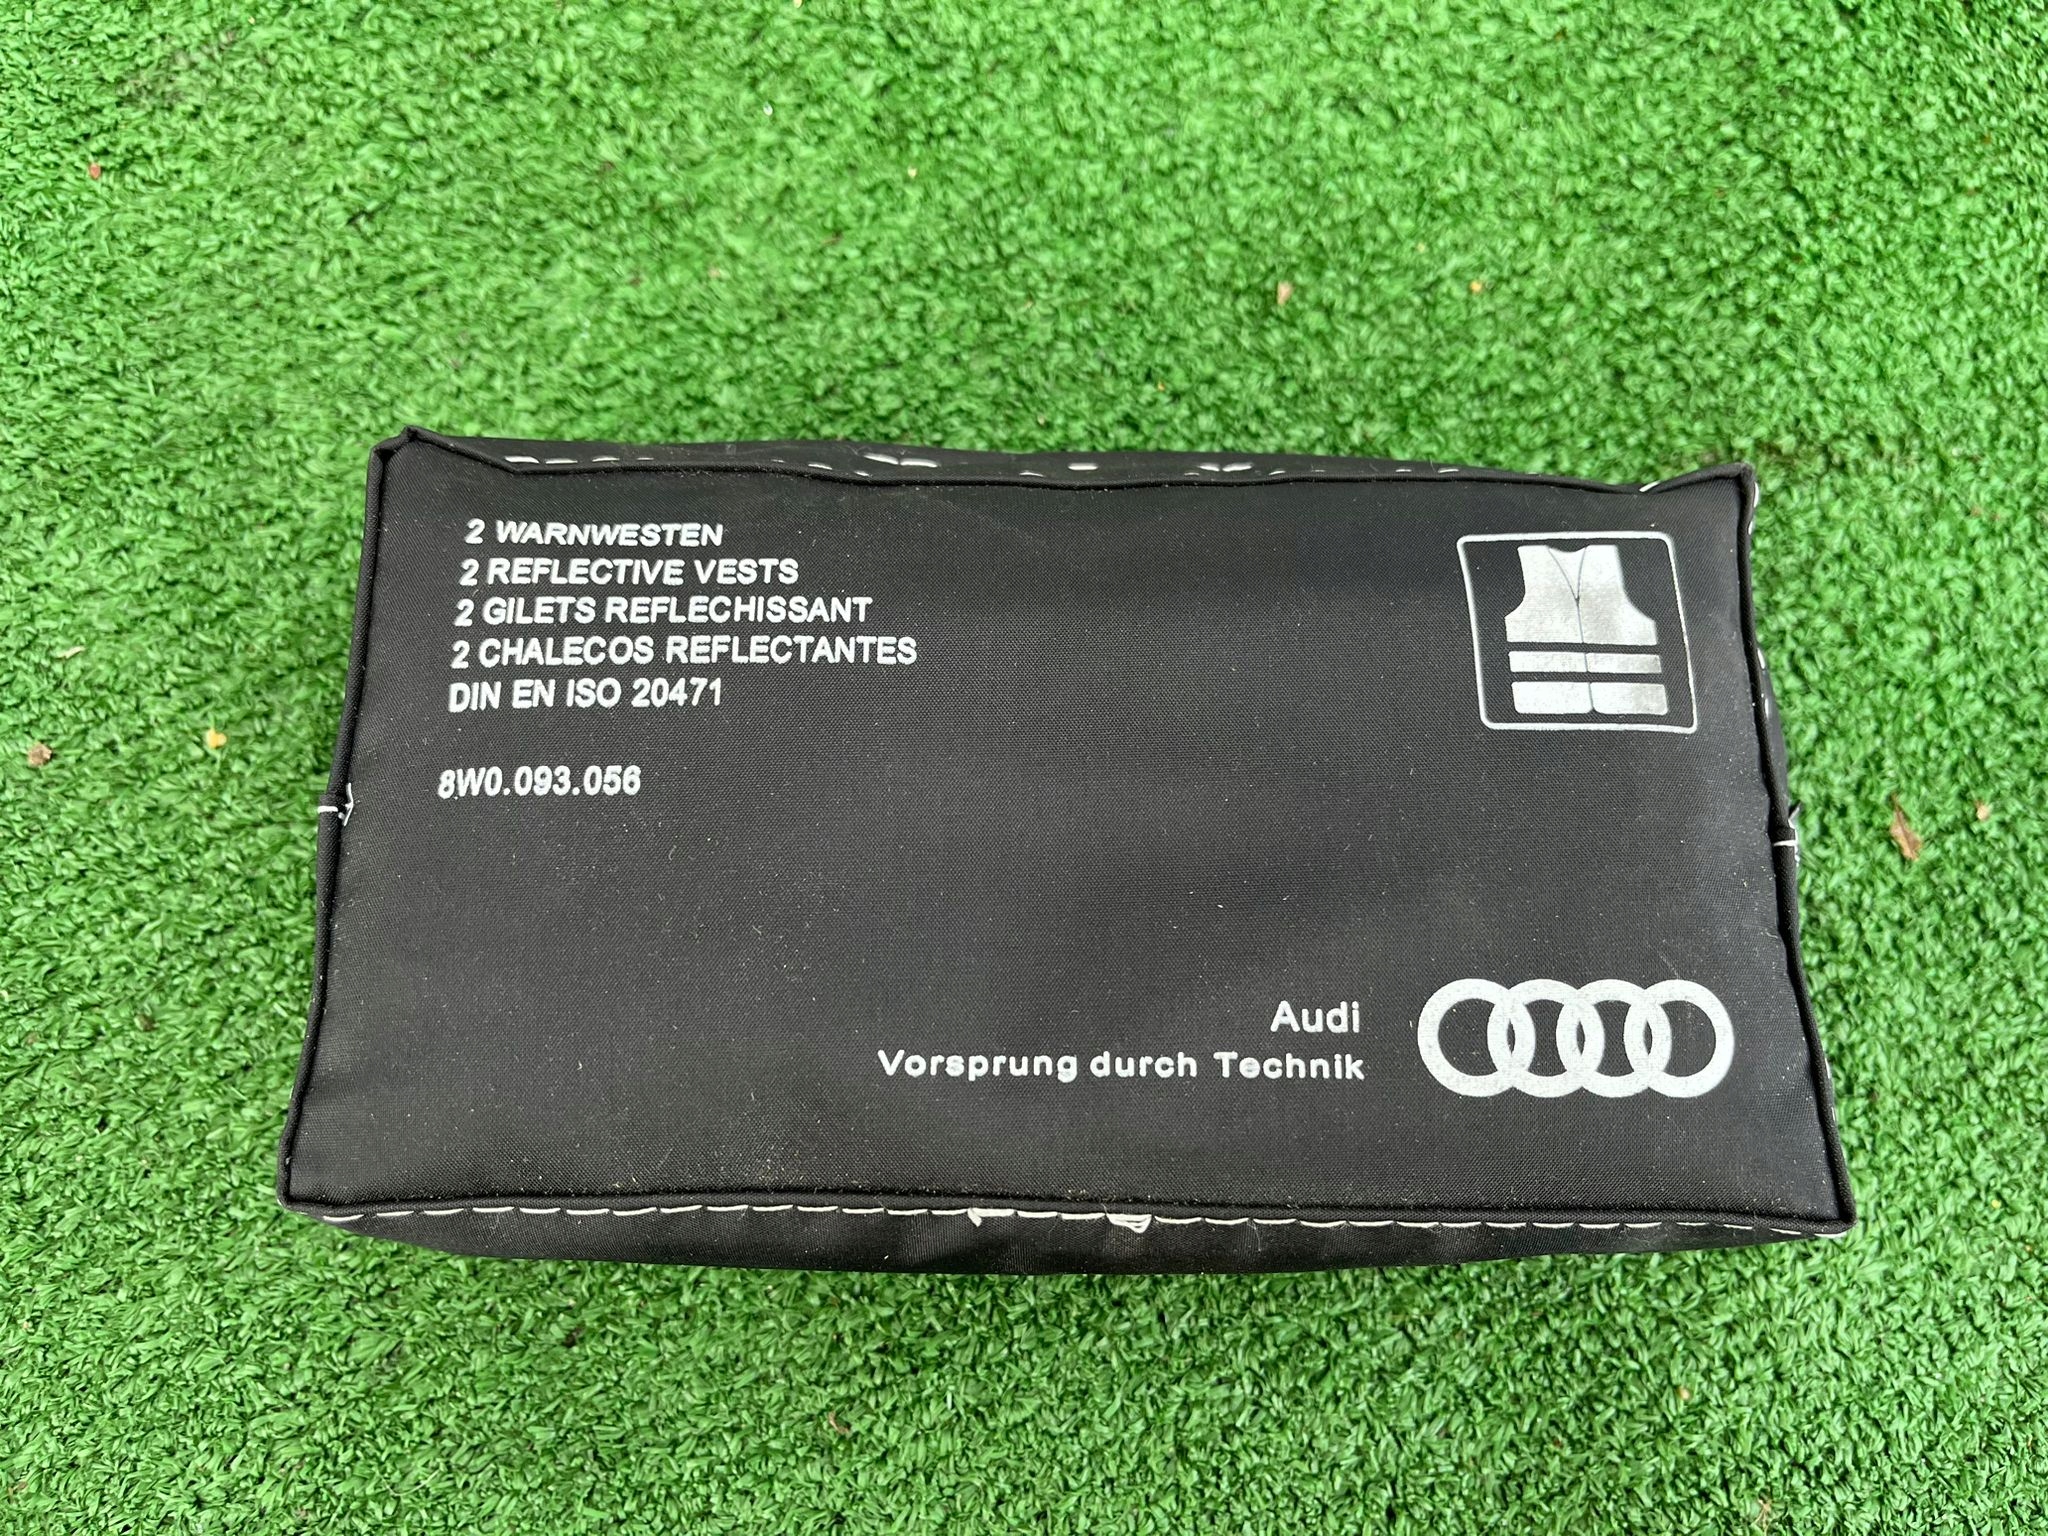 2 WARNWESTEN
2 REFLECTIVE VESTS
2 GILETS REFLECHISSANT
2 CHALECOS REFLECTANTES
DIN EN ISO 20471
8W0.093.056
Audi
Vorsprung durch Technik